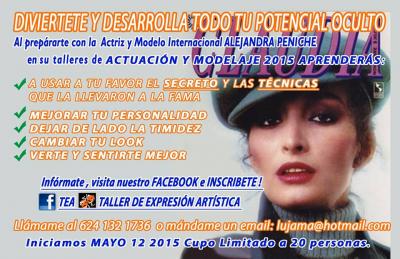 DIVIERTETE Y DESARROLLA TODO TU POTENCIAL OCULTO
Al prepárarte con la Actriz y Modelo Internacional ALEJANDRA PENICHE
en su talleres de ACTUACIÓN Y MODELAJE 2015 APRENDERÁS:
CLAUDIA
A USAR A TU FAVOR EL SECRETO Y LAS TÉCNICAS
QUE LA LLEVARON A LA FAMA
MEJORAR TU PERSONALIDAD
DEJAR DE LADO LA TIMIDEZ
CAMBIAR TU LOOK
VERTE Y SENTIRTE MEJOR
Infórmate , visita nuestro FACEBOOK e INSCRIBETE !
f TEA TALLER DE EXPRESIÓN ARTÍSTICA
Llámame al 624 132 1736 o mándame un email: lujama@hotmail.com
Iniciamos MAYO 12 2015 Cupo Limitado a 20 personas.